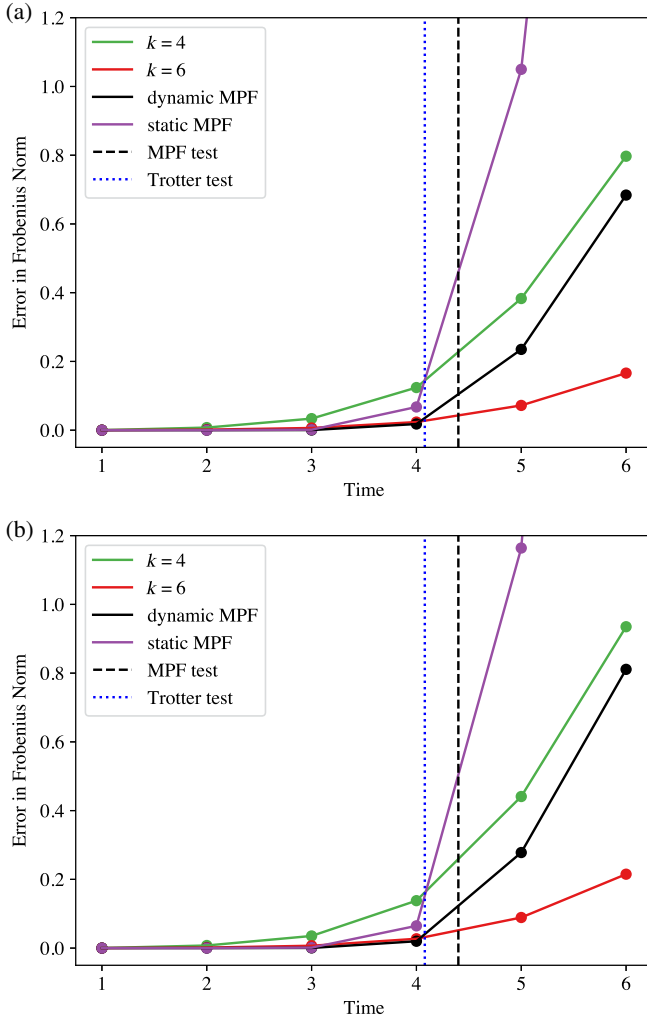 (a)
1.2
1.0
0.8
0.6
0.4
0.2
0.0
Error in Frobenius Norm
k = 4
k = 6
dynamic MPF
static MPF
MPF test
Trotter test
1 2 3 4 5 6
Time
(b)
1.2
1.0
0.8
0.6
0.4
0.2
0.0
Error in Frobenius Norm
k = 4
k = 6
dynamic MPF
static MPF
MPF test
Trotter test
1 2 3 4 5 6
Time